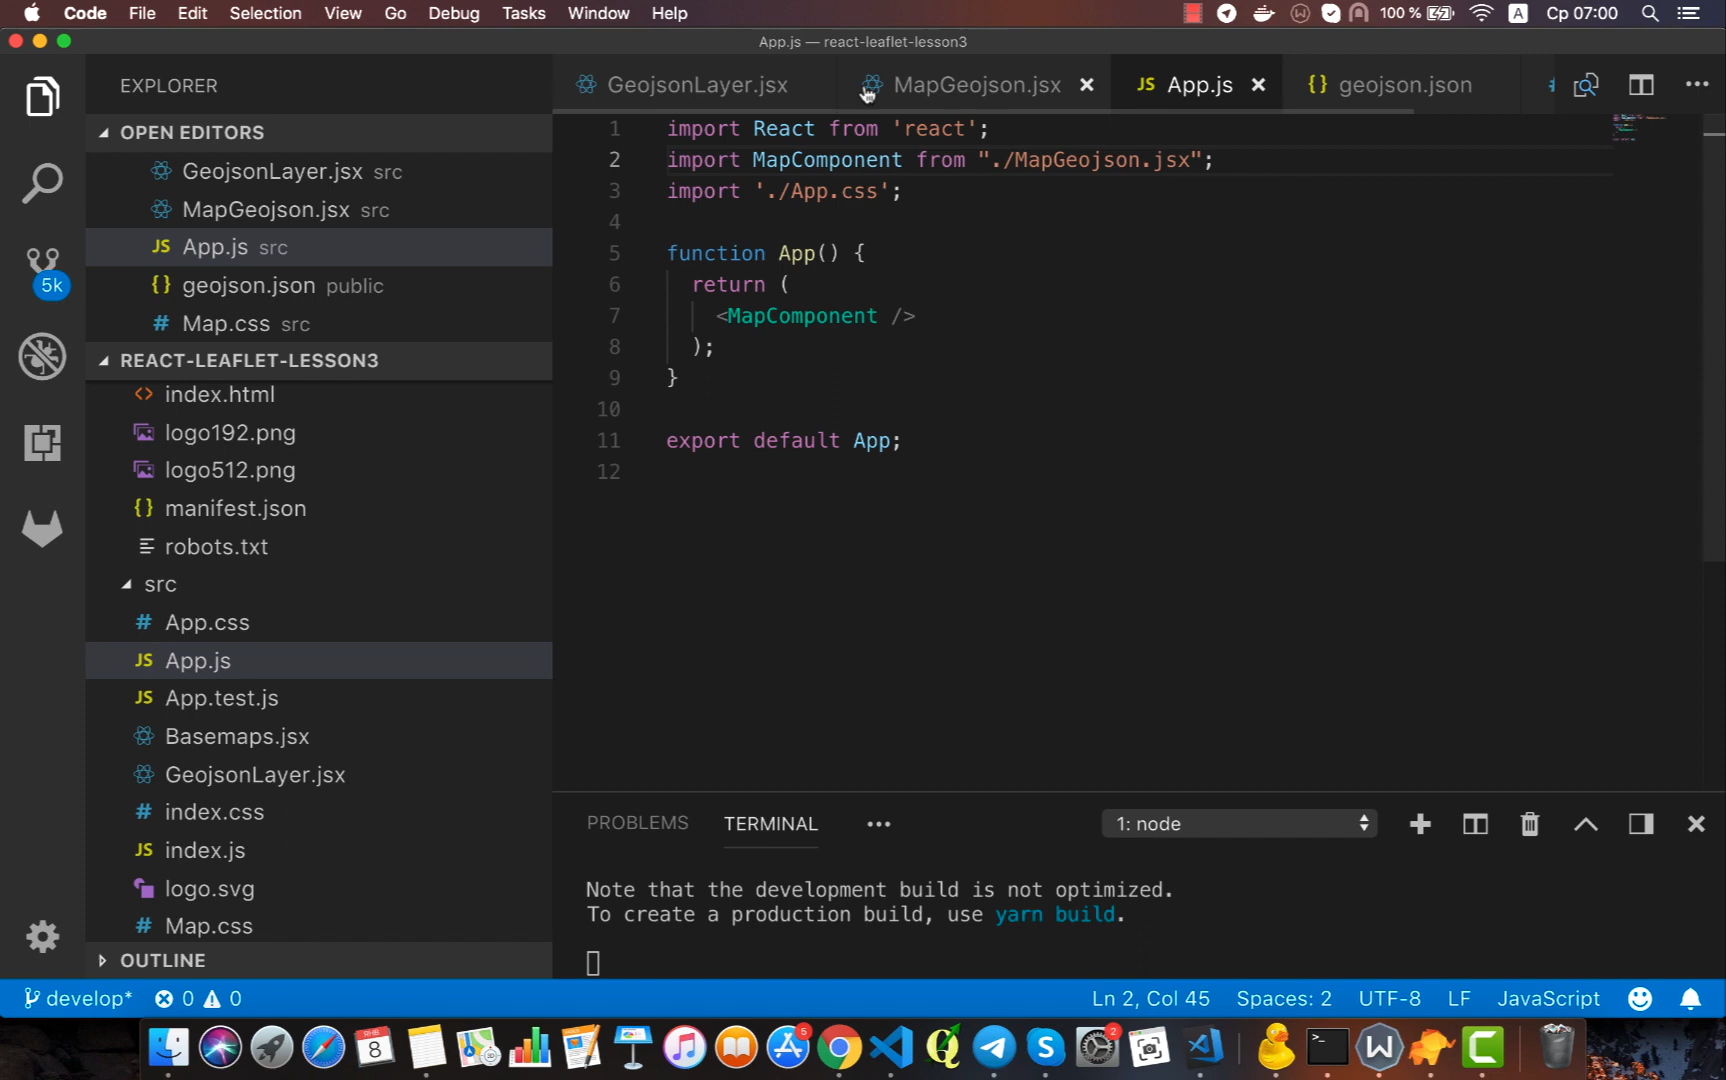 Code File Edit Selection View Go Debug Tasks Window Help 100 % A Ср 07:00
App.js — react-leaflet-lesson3
EXPLORER
OPEN EDITORS
GeojsonLayer.jsx src
MapGeojson.jsx src
JS App.js src
{} geojson.json public
# Map.css src
REACT-LEAFLET-LESSON3
<> index.html
logo192.png
logo512.png
{} manifest.json
robots.txt
src
# App.css
JS App.js
JS App.test.js
Basemaps.jsx
GeojsonLayer.jsx
# index.css
JS index.js
logo.svg
# Map.css
OUTLINE
5k
GeojsonLayer.jsx MapGeojson.jsx JS App.js {} geojson.json #
1 import React from 'react';
2 import MapComponent from "./MapGeojson.jsx";
3 import './App.css';
4
5 function App() {
6 return (
7 <MapComponent />
8 );
9 }
10
11 export default App;
12
PROBLEMS TERMINAL 1: node
Note that the development build is not optimized.
To create a production build, use yarn build.
develop* 0 0 Ln 2, Col 45 Spaces: 2 UTF-8 LF JavaScript
ЯНВ
8
3D
5
2
>_
W
C